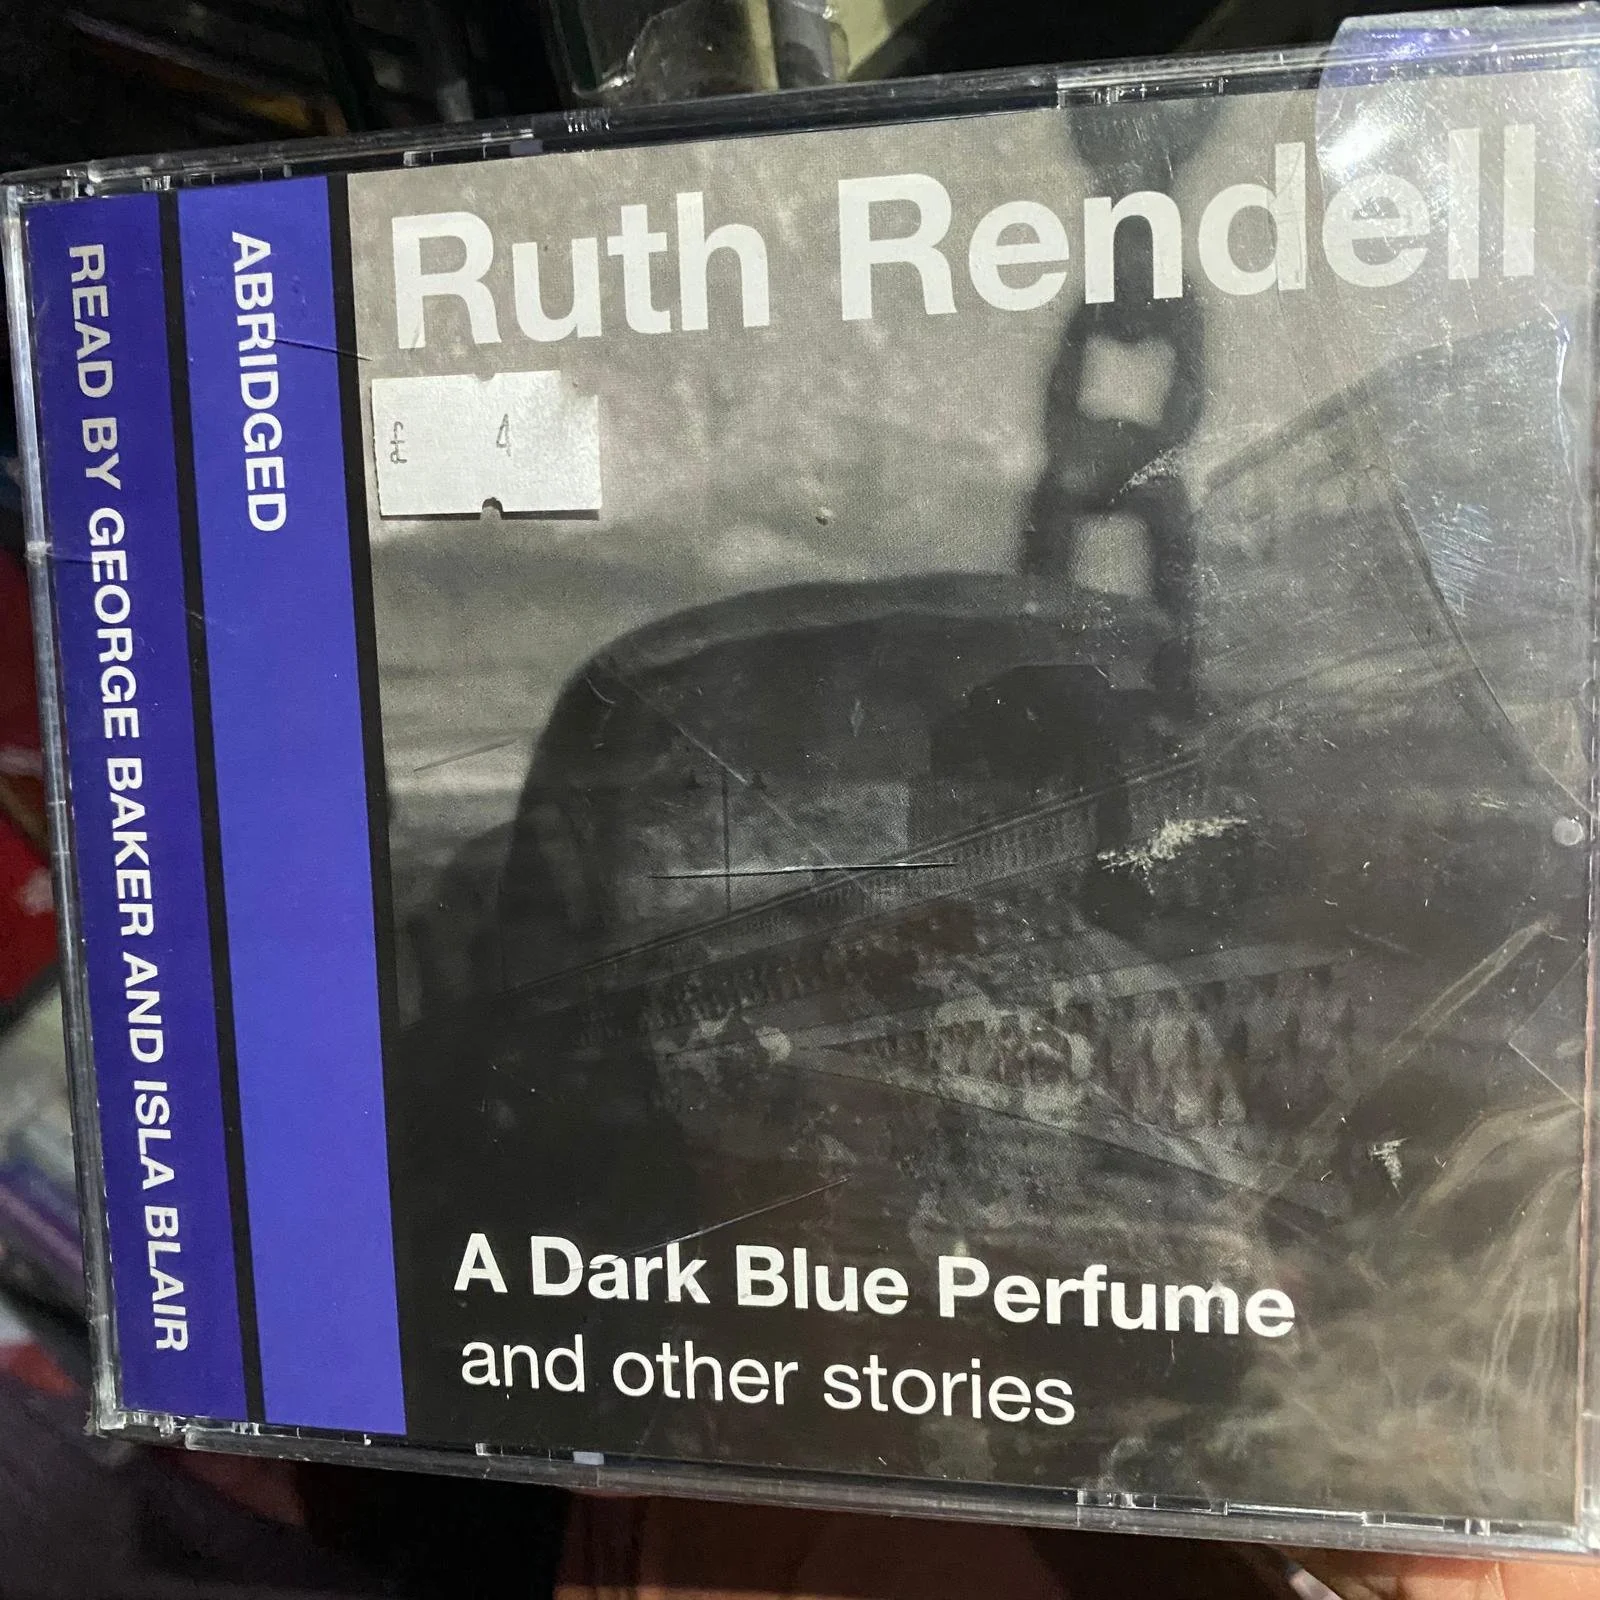 READ BY GEORGE BAKER AND ISLA BLAIR
ABRIDGED
Ruth Rendell
£ 4
A Dark Blue Perfume
and other stories